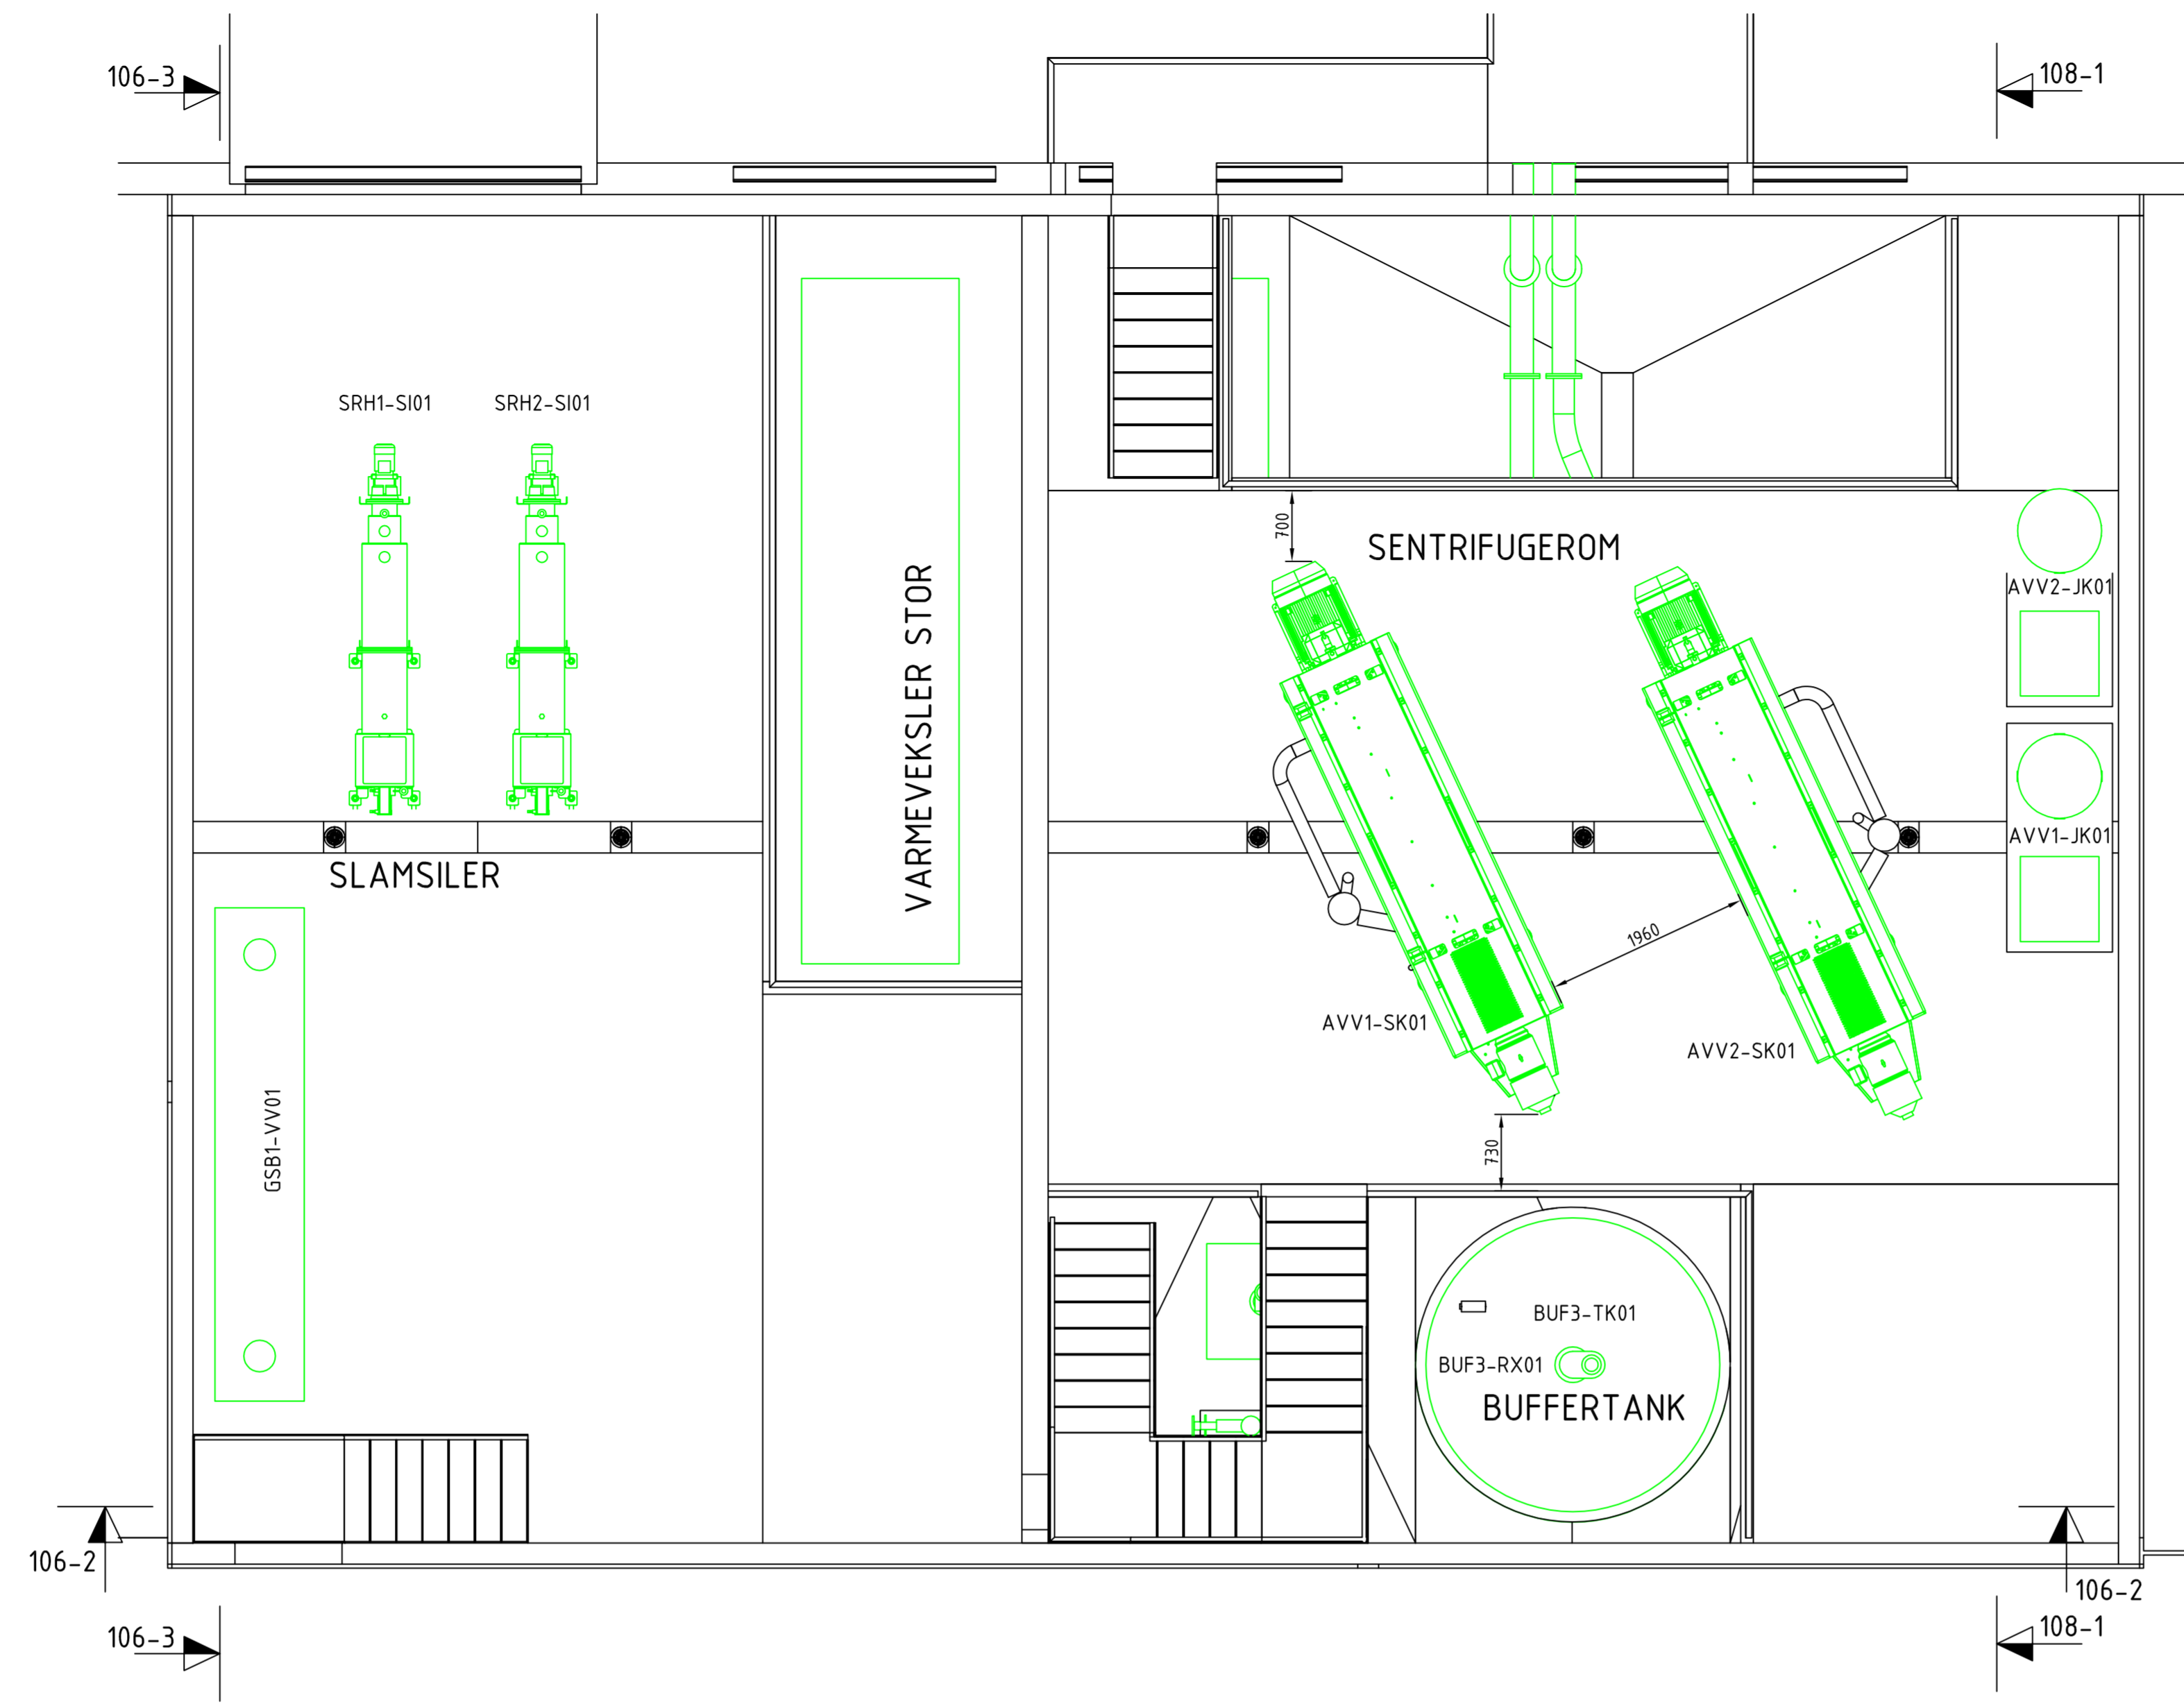 106-3
108-1
SRH1-SI01
SRH2-SI01
700
SENTRIFUGEROM
AVV2-JK01
VARMEVEKSLER STOR
AVV1-JK01
SLAMSILER
1960
AVV1-SK01
AVV2-SK01
GSB1-VV01
730
BUF3-TK01
BUF3-RX01
BUFFERTANK
106-2
106-2
106-3
108-1